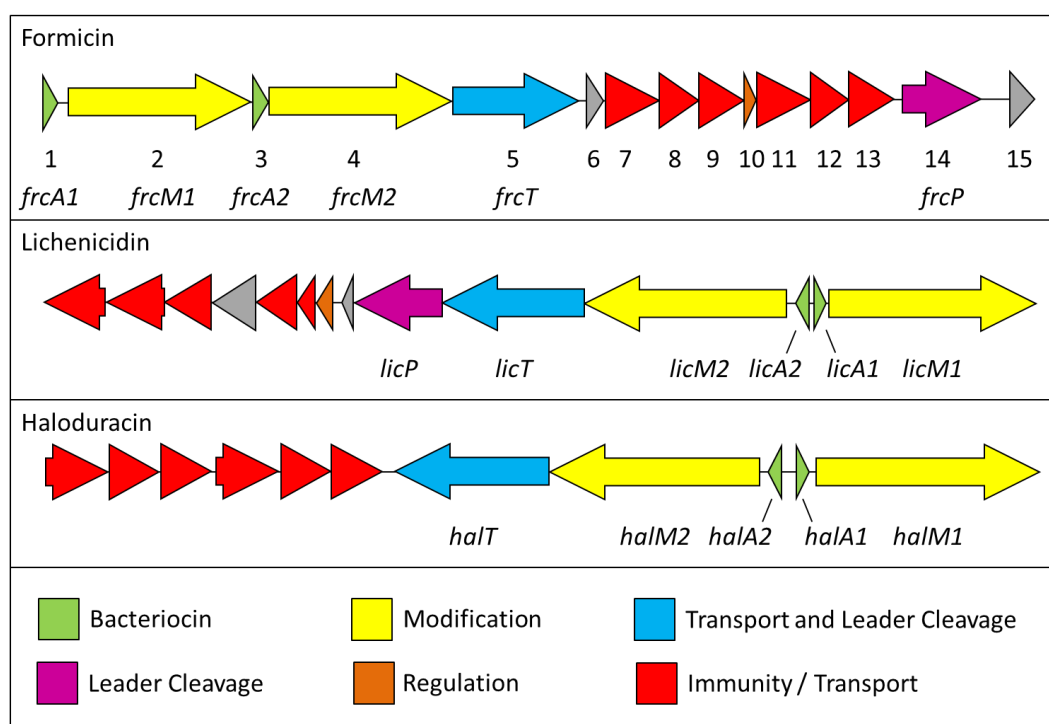 Formicin
1 2 3 4 5 6 7 8 9 10 11 12 13 14 15
frcA1 frcM1 frcA2 frcM2 frcT frcP
Lichenicidin
licP licT licM2 licA2 licA1 licM1
Haloduracin
halT halM2 halA2 halA1 halM1
Bacteriocin Modification Transport and Leader Cleavage
Leader Cleavage Regulation Immunity / Transport